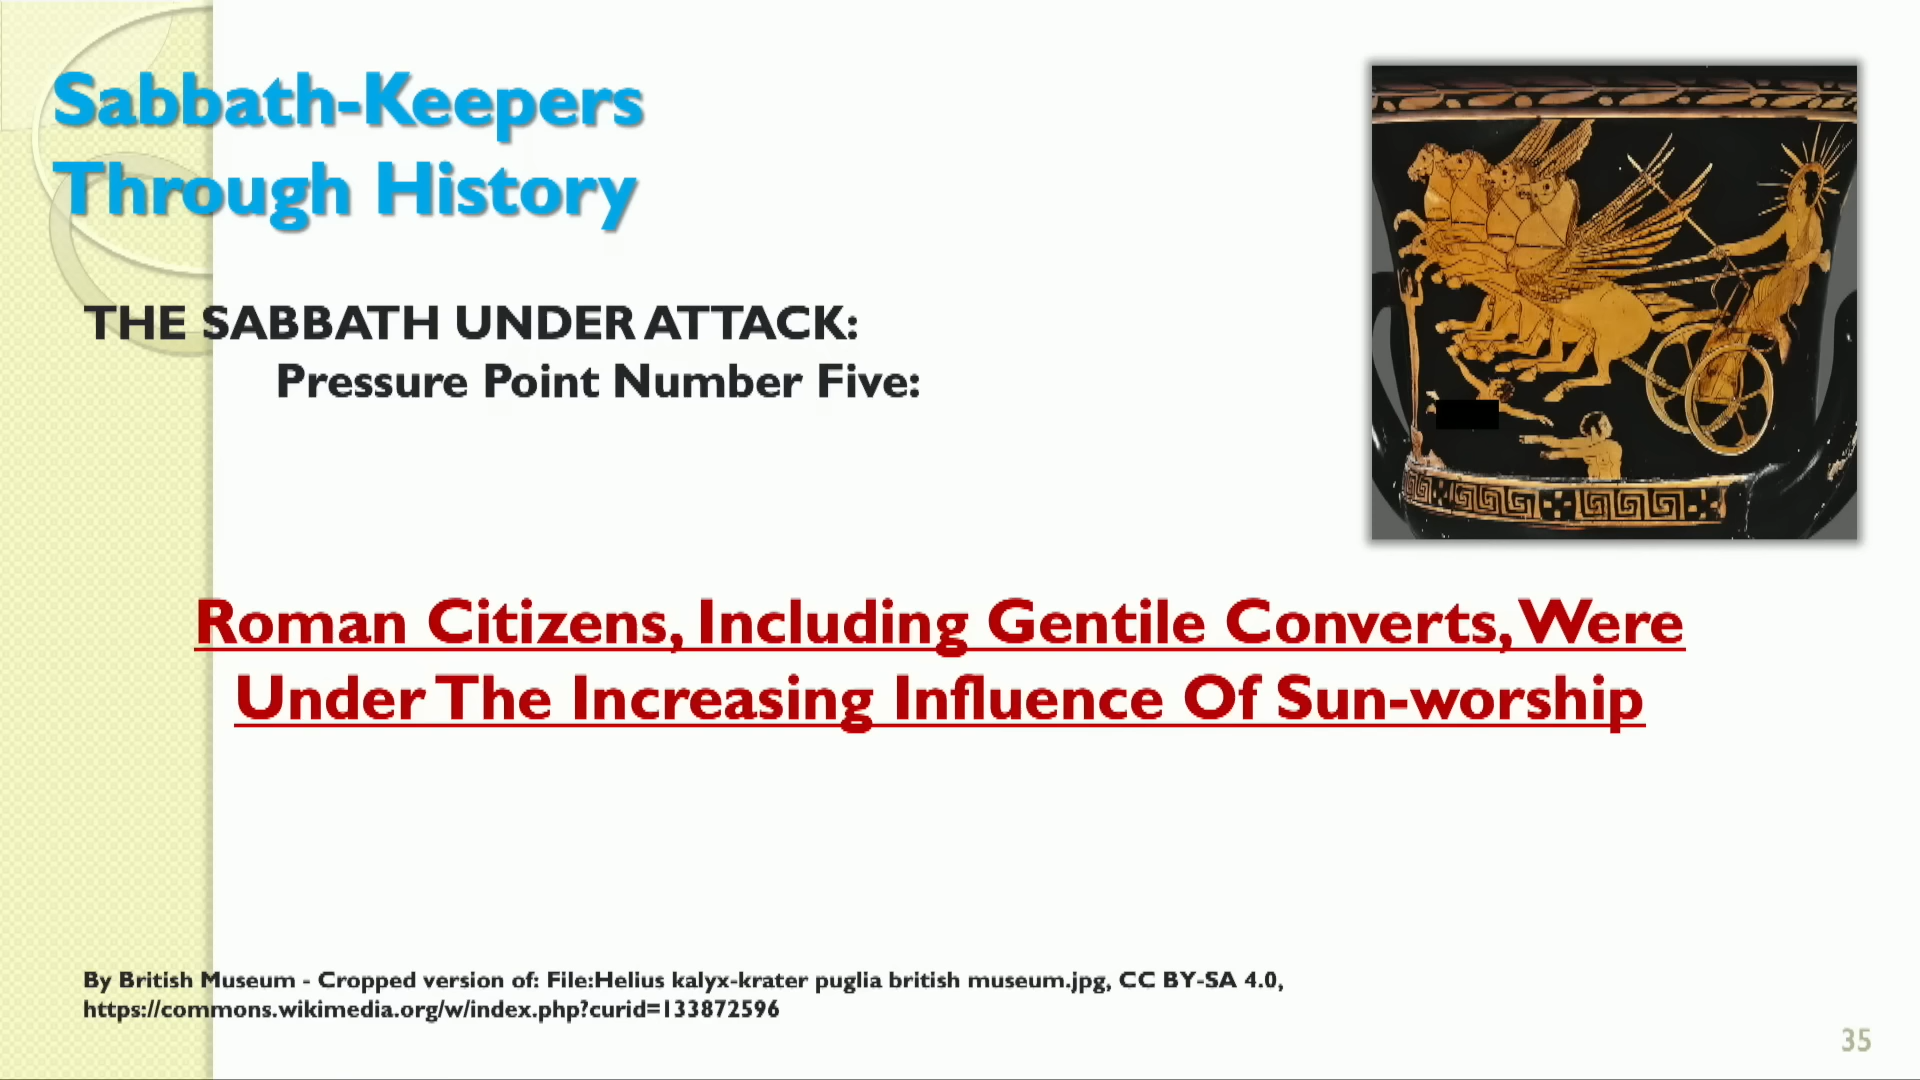 Sabbath-Keepers
Through History
THE SABBATH UNDER ATTACK:
Pressure Point Number Five:
Roman Citizens, Including Gentile Converts, Were
Under The Increasing Influence Of Sun-worship
By British Museum - Cropped version of: File:Helius kalyx-krater puglia british museum.jpg, CC BY-SA 4.0,
https://commons.wikimedia.org/w/index.php?curid=133872596
35